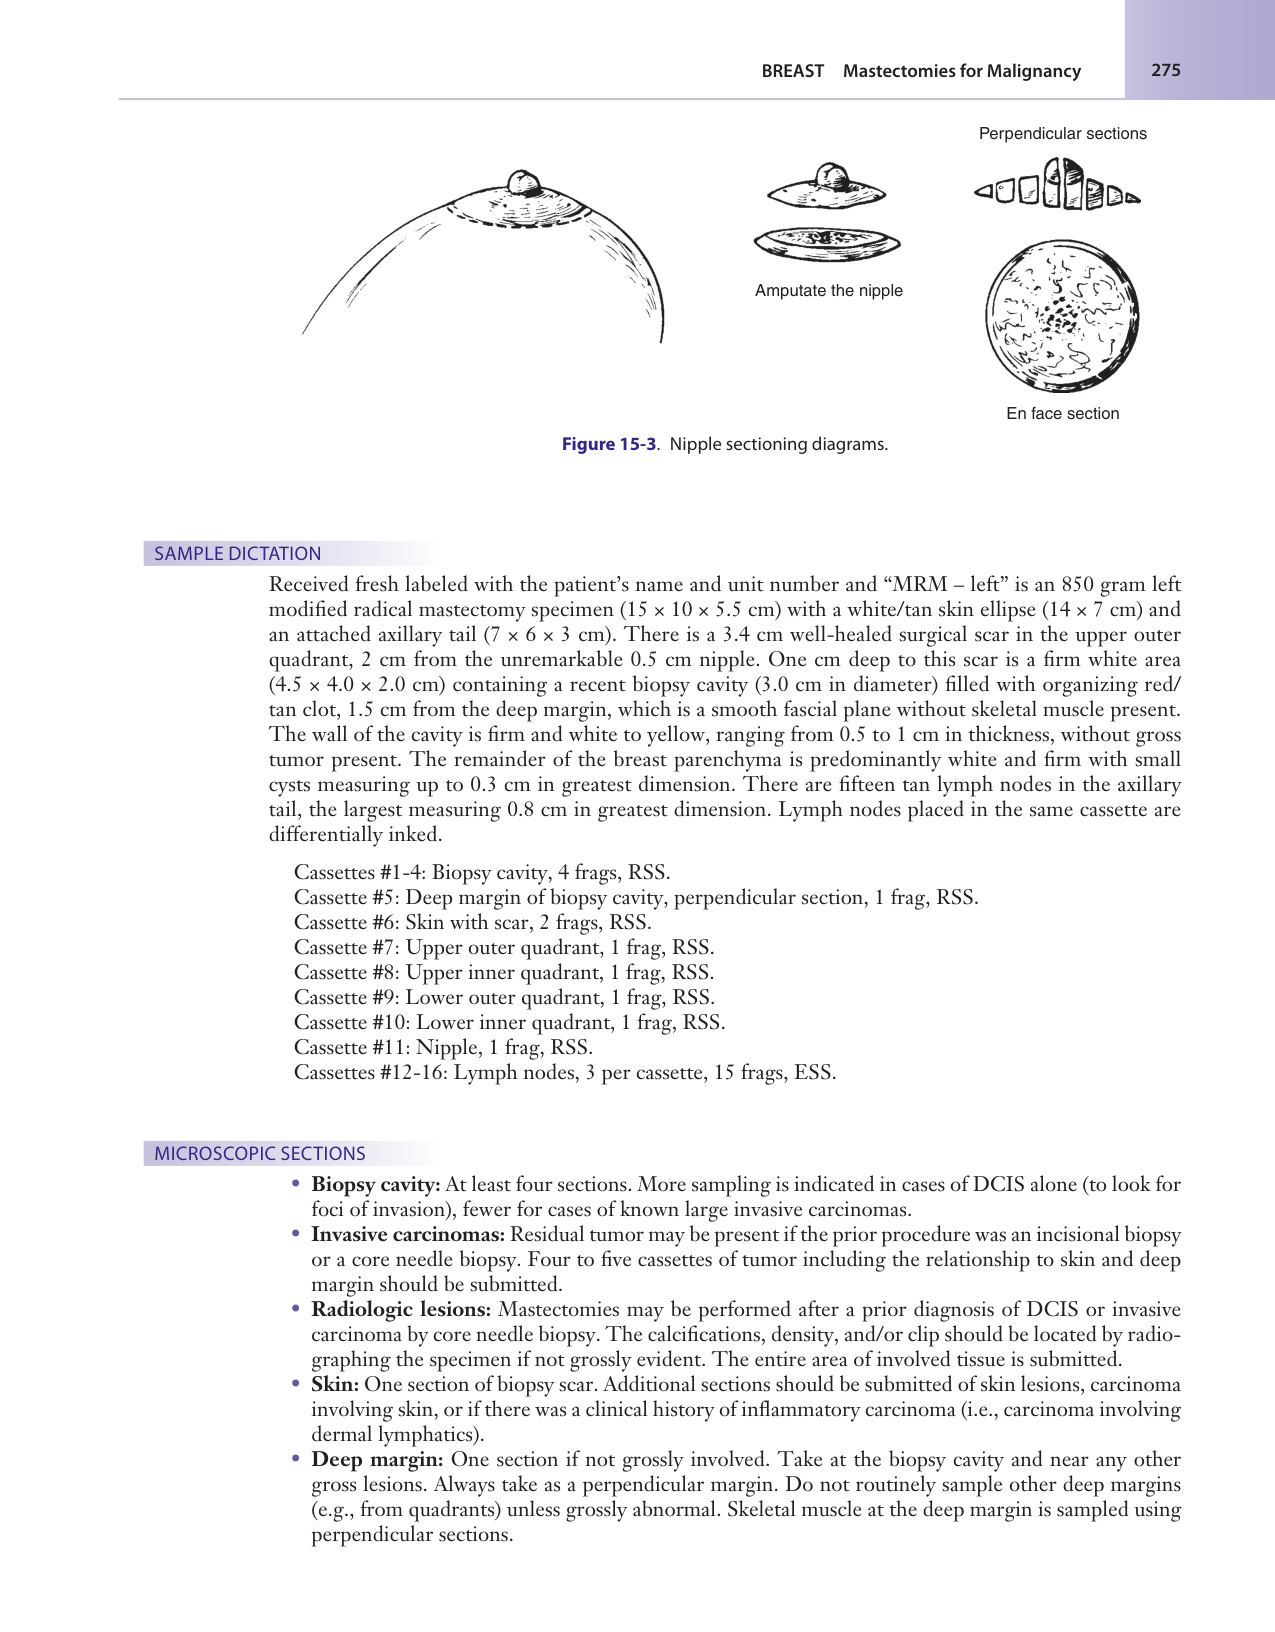 BREAST Mastectomies for Malignancy 275
Perpendicular sections
Amputate the nipple
En face section
Figure 15-3. Nipple sectioning diagrams.
SAMPLE DICTATION
Received fresh labeled with the patient’s name and unit number and “MRM – left” is an 850 gram left
modified radical mastectomy specimen (15 × 10 × 5.5 cm) with a white/tan skin ellipse (14 × 7 cm) and
an attached axillary tail (7 × 6 × 3 cm). There is a 3.4 cm well-healed surgical scar in the upper outer
quadrant, 2 cm from the unremarkable 0.5 cm nipple. One cm deep to this scar is a firm white area
(4.5 × 4.0 × 2.0 cm) containing a recent biopsy cavity (3.0 cm in diameter) filled with organizing red/
tan clot, 1.5 cm from the deep margin, which is a smooth fascial plane without skeletal muscle present.
The wall of the cavity is firm and white to yellow, ranging from 0.5 to 1 cm in thickness, without gross
tumor present. The remainder of the breast parenchyma is predominantly white and firm with small
cysts measuring up to 0.3 cm in greatest dimension. There are fifteen tan lymph nodes in the axillary
tail, the largest measuring 0.8 cm in greatest dimension. Lymph nodes placed in the same cassette are
differentially inked.
Cassettes #1-4: Biopsy cavity, 4 frags, RSS.
Cassette #5: Deep margin of biopsy cavity, perpendicular section, 1 frag, RSS.
Cassette #6: Skin with scar, 2 frags, RSS.
Cassette #7: Upper outer quadrant, 1 frag, RSS.
Cassette #8: Upper inner quadrant, 1 frag, RSS.
Cassette #9: Lower outer quadrant, 1 frag, RSS.
Cassette #10: Lower inner quadrant, 1 frag, RSS.
Cassette #11: Nipple, 1 frag, RSS.
Cassettes #12-16: Lymph nodes, 3 per cassette, 15 frags, ESS.
MICROSCOPIC SECTIONS
• Biopsy cavity: At least four sections. More sampling is indicated in cases of DCIS alone (to look for
foci of invasion), fewer for cases of known large invasive carcinomas.
• Invasive carcinomas: Residual tumor may be present if the prior procedure was an incisional biopsy
or a core needle biopsy. Four to five cassettes of tumor including the relationship to skin and deep
margin should be submitted.
• Radiologic lesions: Mastectomies may be performed after a prior diagnosis of DCIS or invasive
carcinoma by core needle biopsy. The calcifications, density, and/or clip should be located by radio-
graphing the specimen if not grossly evident. The entire area of involved tissue is submitted.
• Skin: One section of biopsy scar. Additional sections should be submitted of skin lesions, carcinoma
involving skin, or if there was a clinical history of inflammatory carcinoma (i.e., carcinoma involving
dermal lymphatics).
• Deep margin: One section if not grossly involved. Take at the biopsy cavity and near any other
gross lesions. Always take as a perpendicular margin. Do not routinely sample other deep margins
(e.g., from quadrants) unless grossly abnormal. Skeletal muscle at the deep margin is sampled using
perpendicular sections.